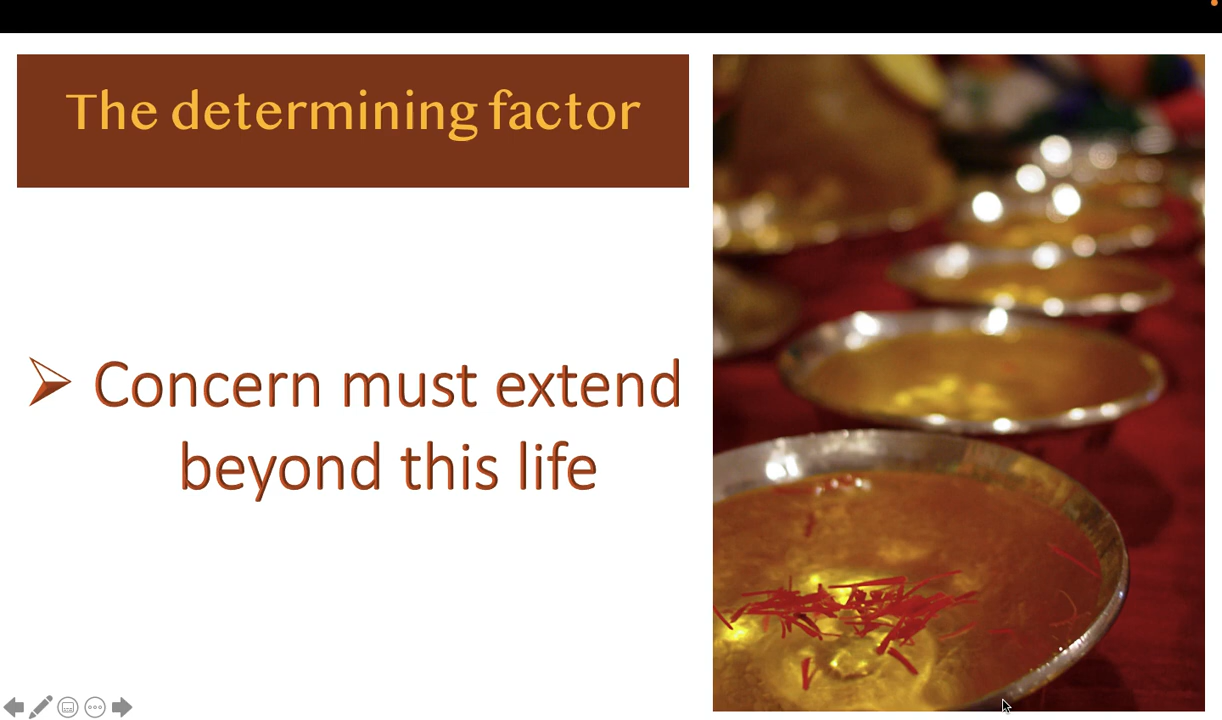 The determining factor
Concern must extend
beyond this life